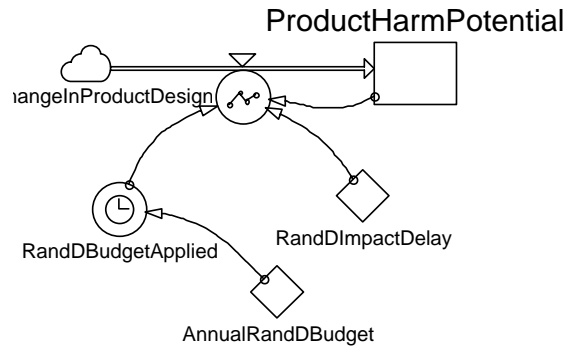 ProductHarmPotential
hangeInProductDesign
RandDImpactDelay
RandDBudgetApplied
AnnualRandDBudget